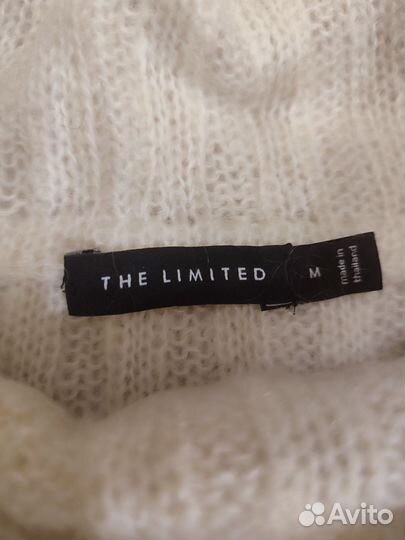 THE LIMITED
M
made in
thailand
Avito